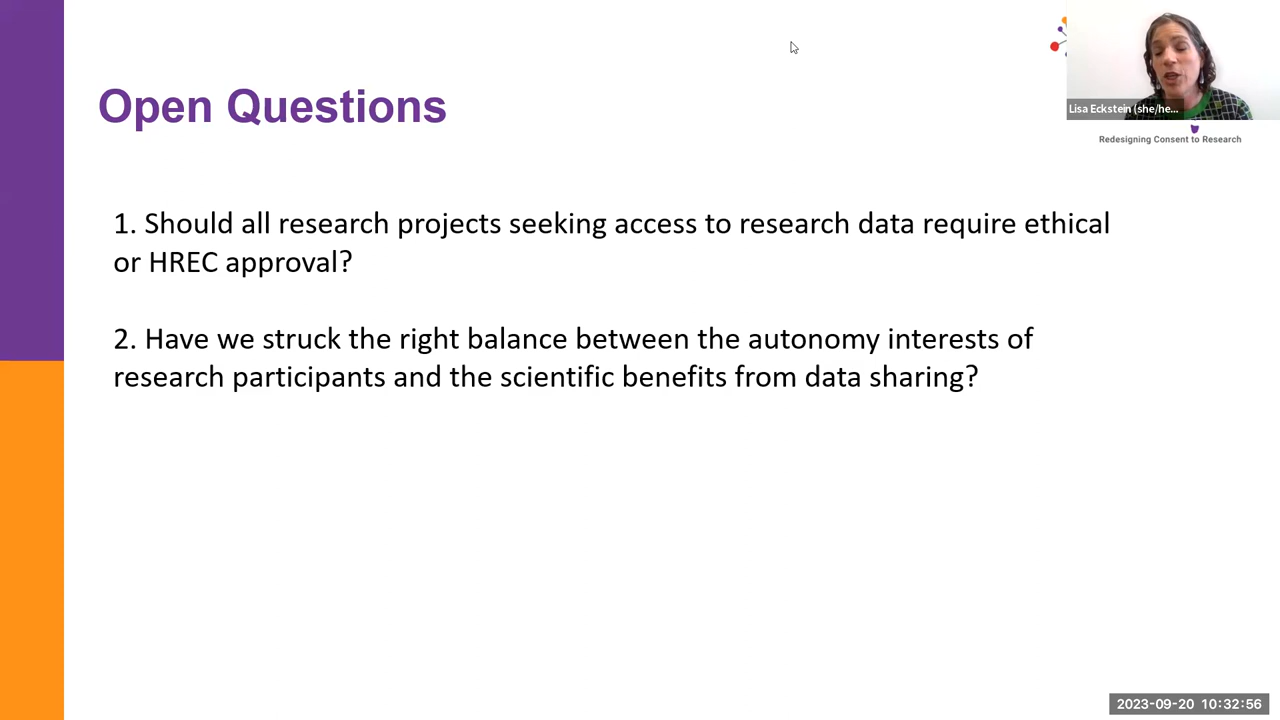 Open Questions
Lisa Eckstein (she/he...
Redesigning Consent to Research
1. Should all research projects seeking access to research data require ethical
or HREC approval?
2. Have we struck the right balance between the autonomy interests of
research participants and the scientific benefits from data sharing?
2023-09-20 10:32:56